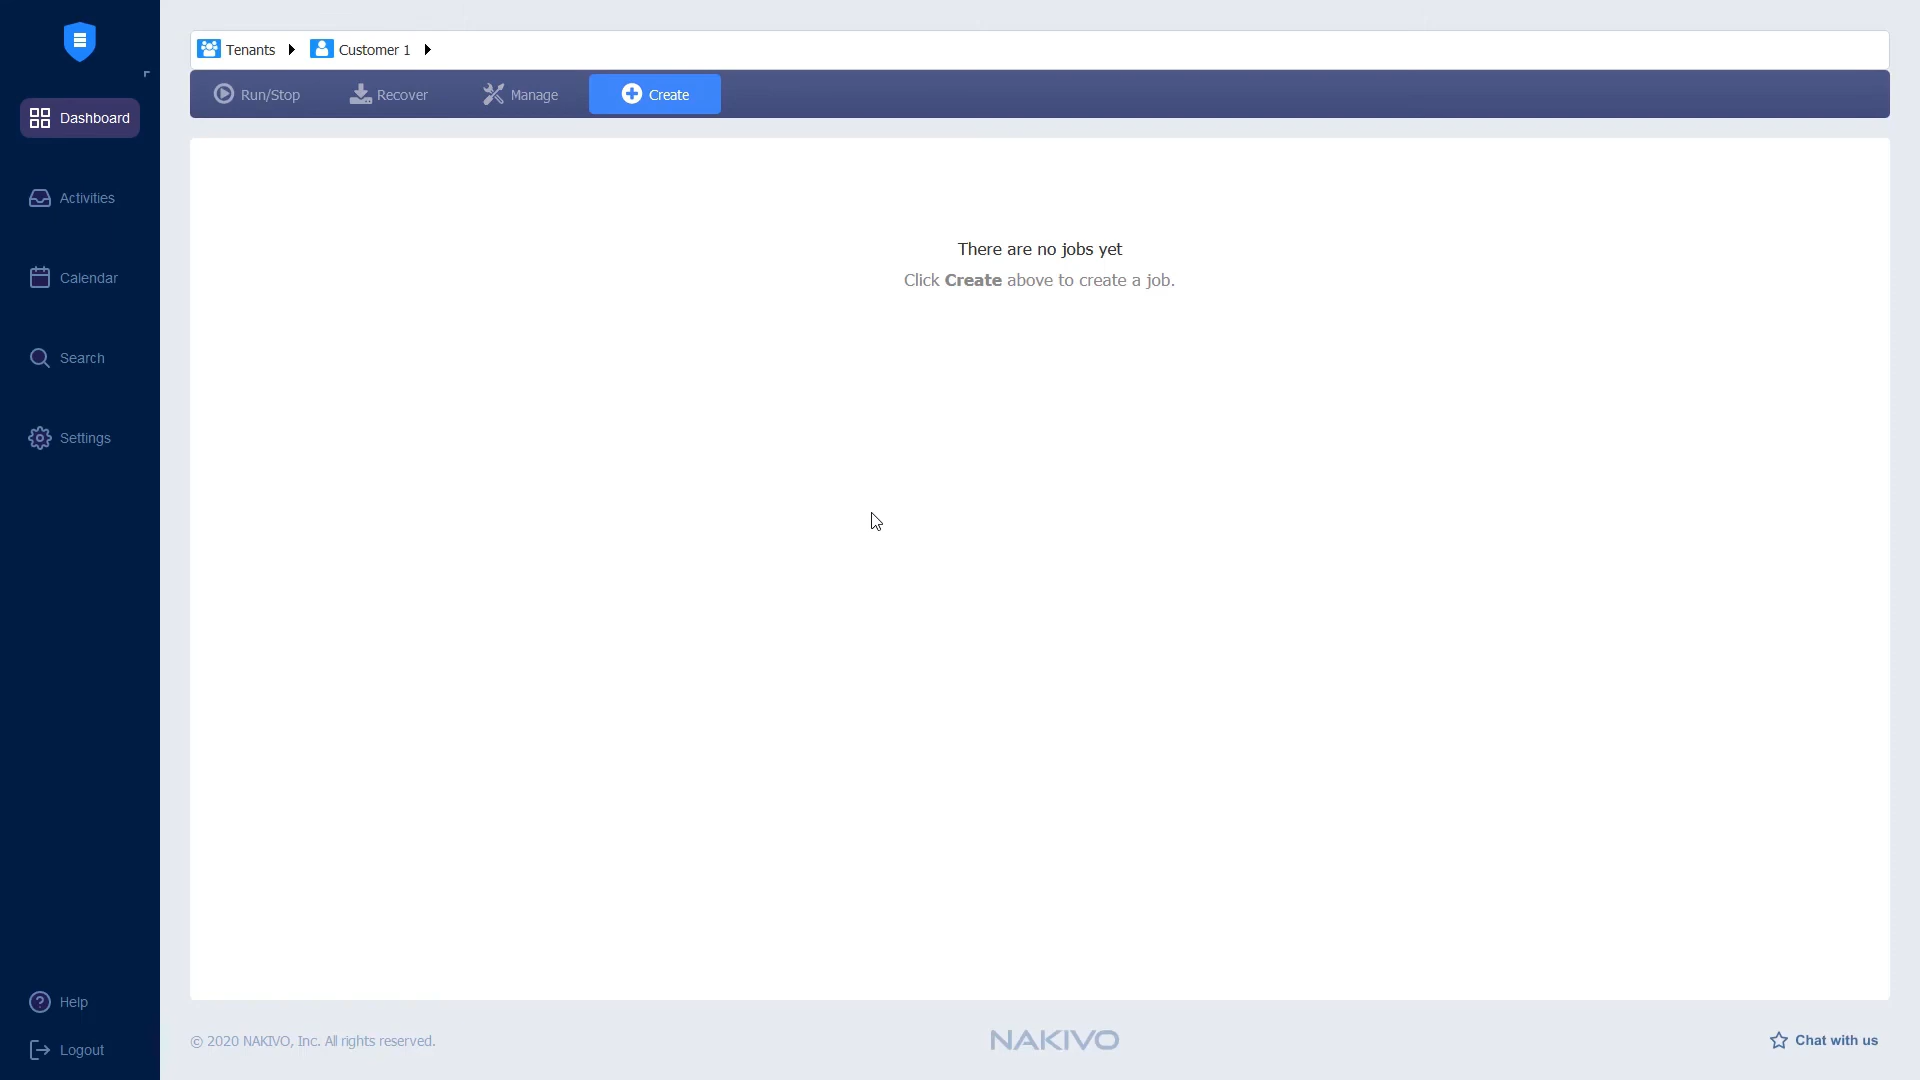 Tenants Customer 1
Run/Stop Recover Manage Create
Dashboard
Activities
Calendar
Search
Settings
Help
Logout
There are no jobs yet
Click Create above to create a job.
© 2020 NAKIVO, Inc. All rights reserved.
NAKIVO
Chat with us